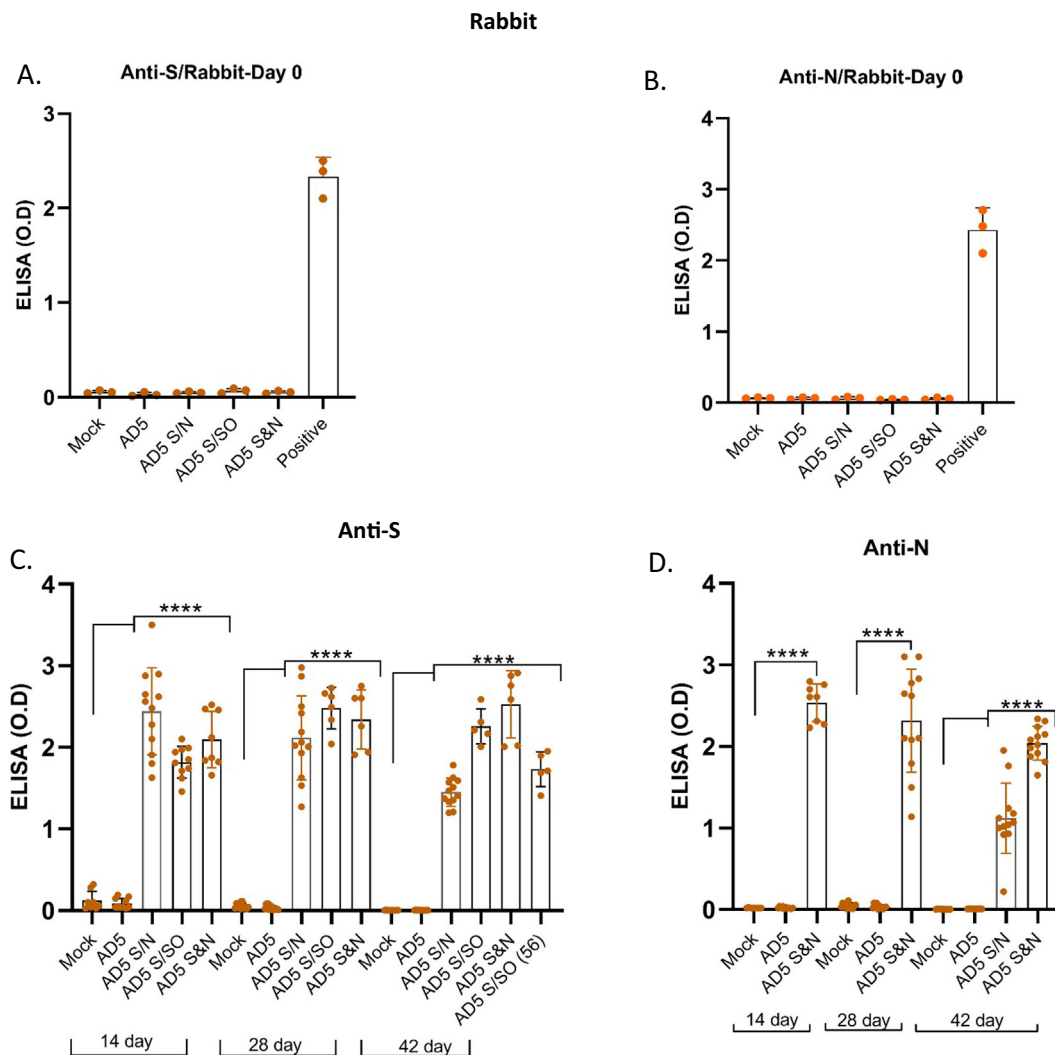 Rabbit
A.
Anti-S/Rabbit-Day 0
ELISA (O.D)
3
2
1
0
Mock
AD5
AD5 S/N
AD5 S/SO
AD5 S&N
Positive
B.
Anti-N/Rabbit-Day 0
ELISA (O.D)
4
3
2
1
0
Mock
AD5
AD5 S/N
AD5 S/SO
AD5 S&N
Positive
C.
Anti-S
ELISA (O.D)
4
3
2
1
0
****
****
****
Mock
AD5
AD5 S/N
AD5 S/SO
AD5 S&N
Mock
AD5
AD5 S/N
AD5 S/SO
AD5 S&N
Mock
AD5
AD5 S/N
AD5 S/SO
AD5 S&N
AD5 S/SO (56)
14 day
28 day
42 day
D.
Anti-N
ELISA (O.D)
4
3
2
1
0
****
****
****
Mock
AD5
AD5 S&N
Mock
AD5
AD5 S&N
Mock
AD5
AD5 S/N
AD5 S&N
14 day
28 day
42 day